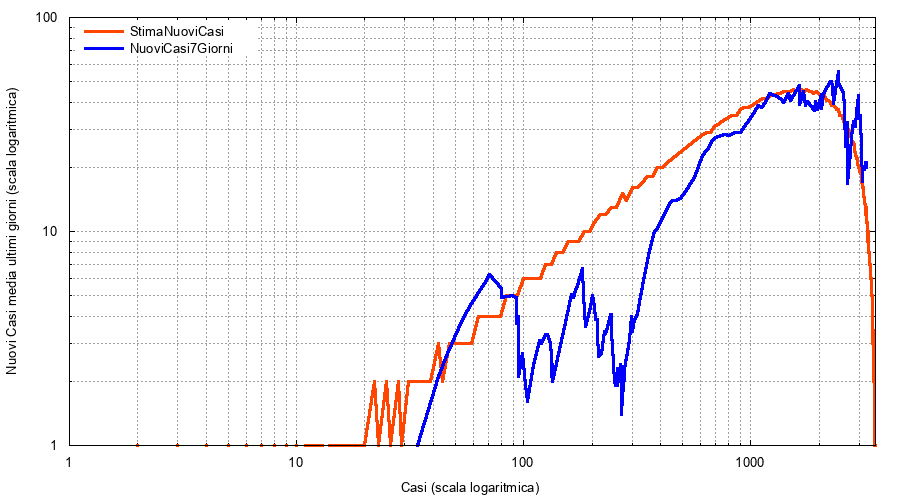 100
StimaNuoviCasi
NuoviCasi7Giorni
Nuovi Casi media ultimi giorni (scala logaritmica)
10
1
1 10 100 1000
Casi (scala logaritmica)